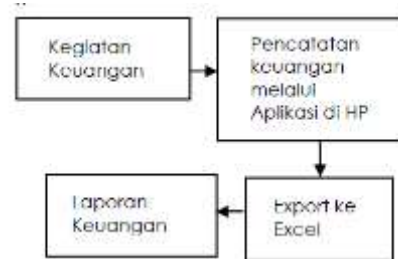 Kegiatan
Keuangan
Pencatatan
keuangan
melalui
Aplikasi di HP
Laporan
Keuangan
Export ke
Excel